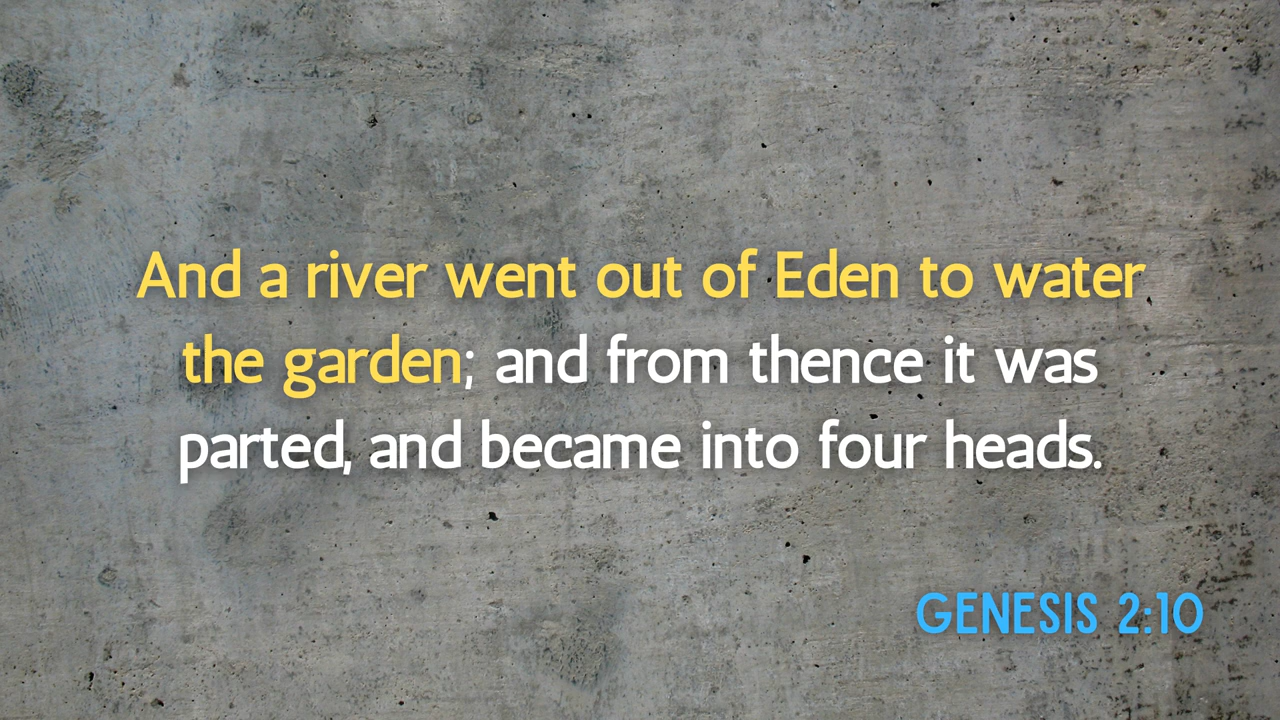 And a river went out of Eden to water
the garden; and from thence it was
parted, and became into four heads.
GENESIS 2:10